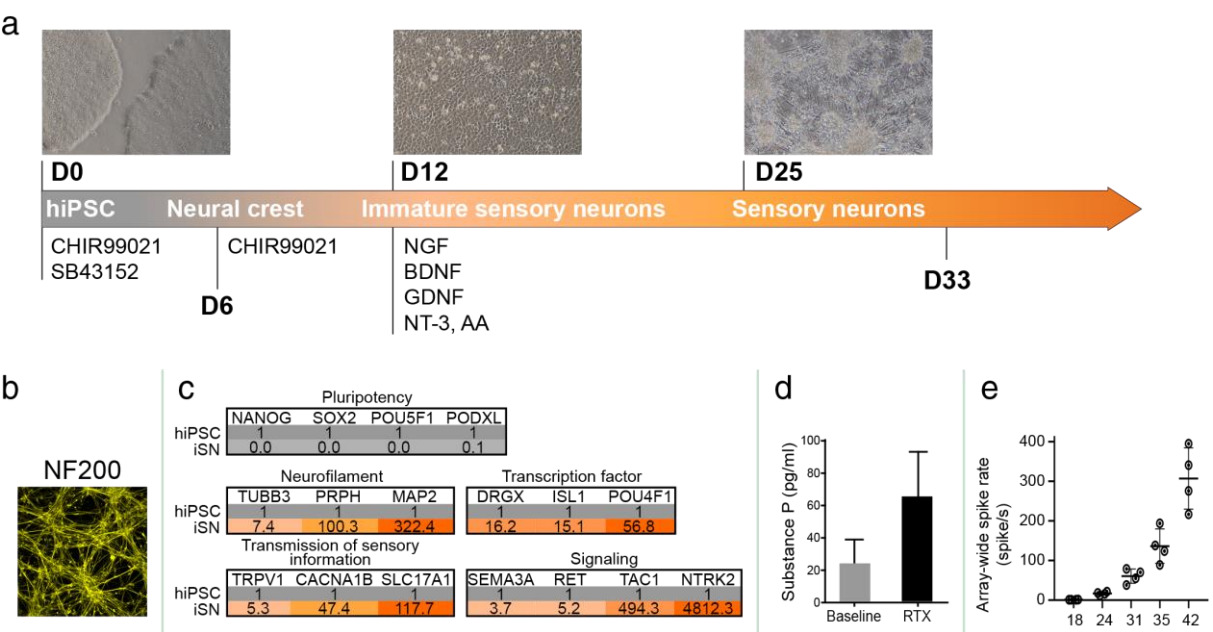 a
D0
D12
D25
hiPSC Neural crest Immature sensory neurons Sensory neurons
CHIR99021
SB43152
D6
CHIR99021
NGF
BDNF
GDNF
NT-3, AA
D33
b
NF200
c
Pluripotency
NANOG SOX2 POU5F1 PODXL
hiPSC 1 1 1 1
iSN 0.0 0.0 0.0 0.1
Neurofilament
TUBB3 PRPH MAP2
hiPSC 1 1 1
iSN 7.4 100.3 322.4
Transcription factor
DRGX ISL1 POU4F1
1 1 1
16.2 15.1 56.8
Transmission of sensory
information
TRPV1 CACNA1B SLC17A1
hiPSC 1 1 1
iSN 5.3 47.4 117.7
Signaling
SEMA3A RET TAC1 NTRK2
1 1 1 1
3.7 5.2 494.3 4812.3
d
Substance P (pg/ml)
100
80
60
40
20
0
Baseline RTX
e
Array-wide spike rate
(spike/s)
400
300
200
100
0
18 24 31 35 42